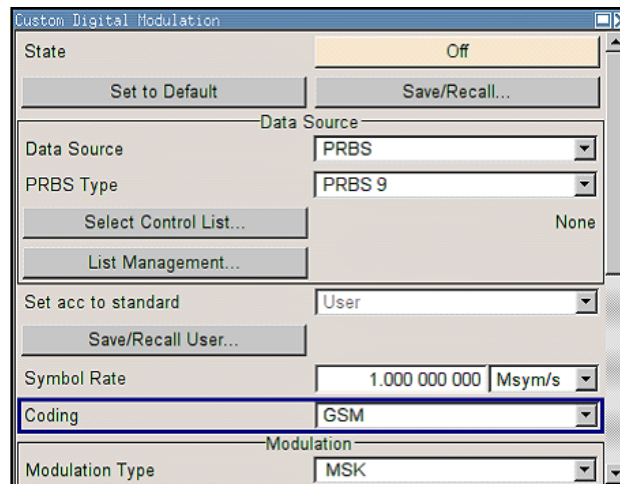 Custom Digital Modulation
State Off
Set to Default Save/Recall...
Data Source
Data Source PRBS
PRBS Type PRBS 9
Select Control List... None
List Management...
Set acc to standard User
Save/Recall User...
Symbol Rate 1.000 000 000 Msym/s
Coding GSM
Modulation
Modulation Type MSK